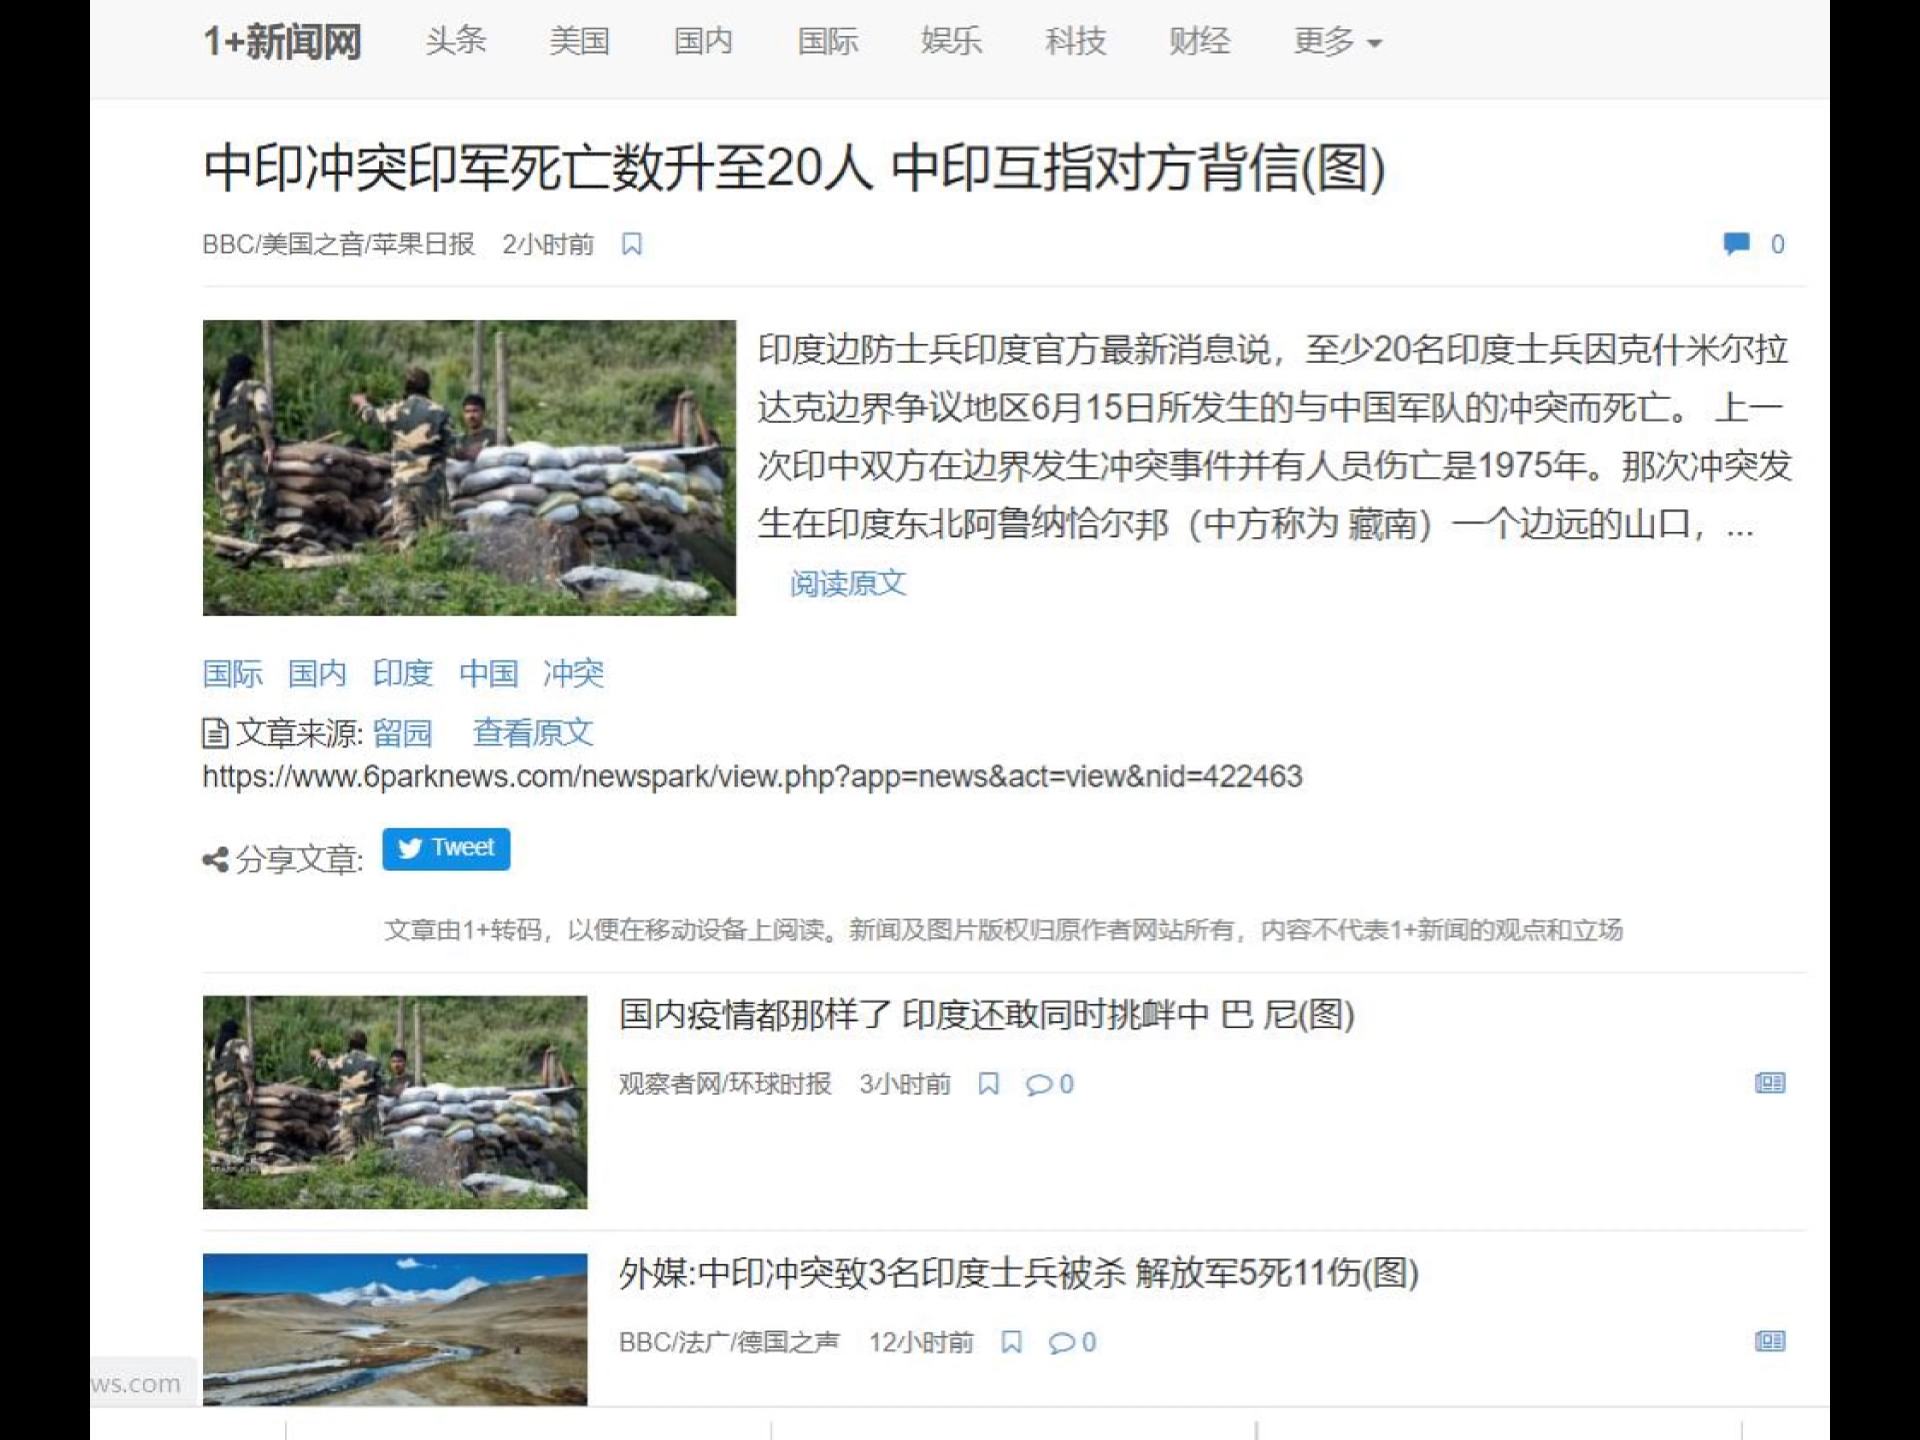 1+新闻网 头条 美国 国内 国际 娱乐 科技 财经 更多
中印冲突印军死亡数升至20人 中印互指对方背信(图)
BBC/美国之音/苹果日报 2小时前 0
印度边防士兵印度官方最新消息说，至少20名印度士兵因克什米尔拉
达克边界争议地区6月15日所发生的与中国军队的冲突而死亡。 上一
次印中双方在边界发生冲突事件并有人员伤亡是1975年。那次冲突发
生在印度东北阿鲁纳恰尔邦（中方称为 藏南）一个边远的山口，...
阅读原文
国际 国内 印度 中国 冲突
文章来源: 留园 查看原文
https://www.6parknews.com/newspark/view.php?app=news&act=view&nid=422463
分享文章: Tweet
文章由1+转码，以便在移动设备上阅读。新闻及图片版权归原作者网站所有，内容不代表1+新闻的观点和立场
国内疫情都那样了 印度还敢同时挑衅中 巴 尼(图)
观察者网/环球时报 3小时前 0
外媒:中印冲突致3名印度士兵被杀 解放军5死11伤(图)
BBC/法广/德国之声 12小时前 0
ws.com